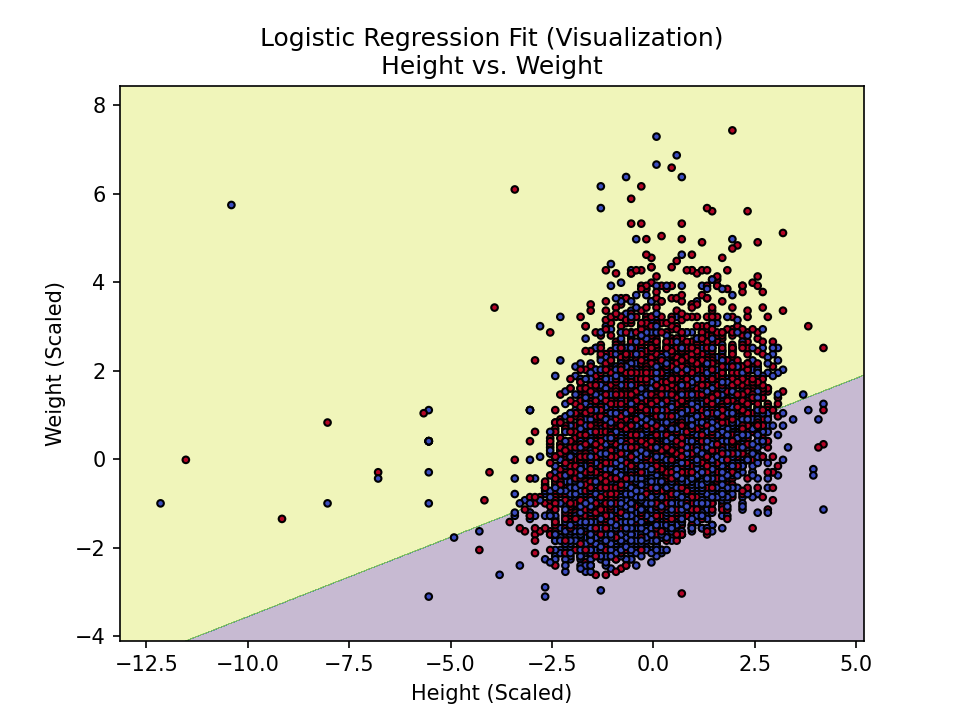 Logistic Regression Fit (Visualization)
Height vs. Weight
8
6
4
2
0
−2
−4
Weight (Scaled)
−12.5 −10.0 −7.5 −5.0 −2.5 0.0 2.5 5.0
Height (Scaled)